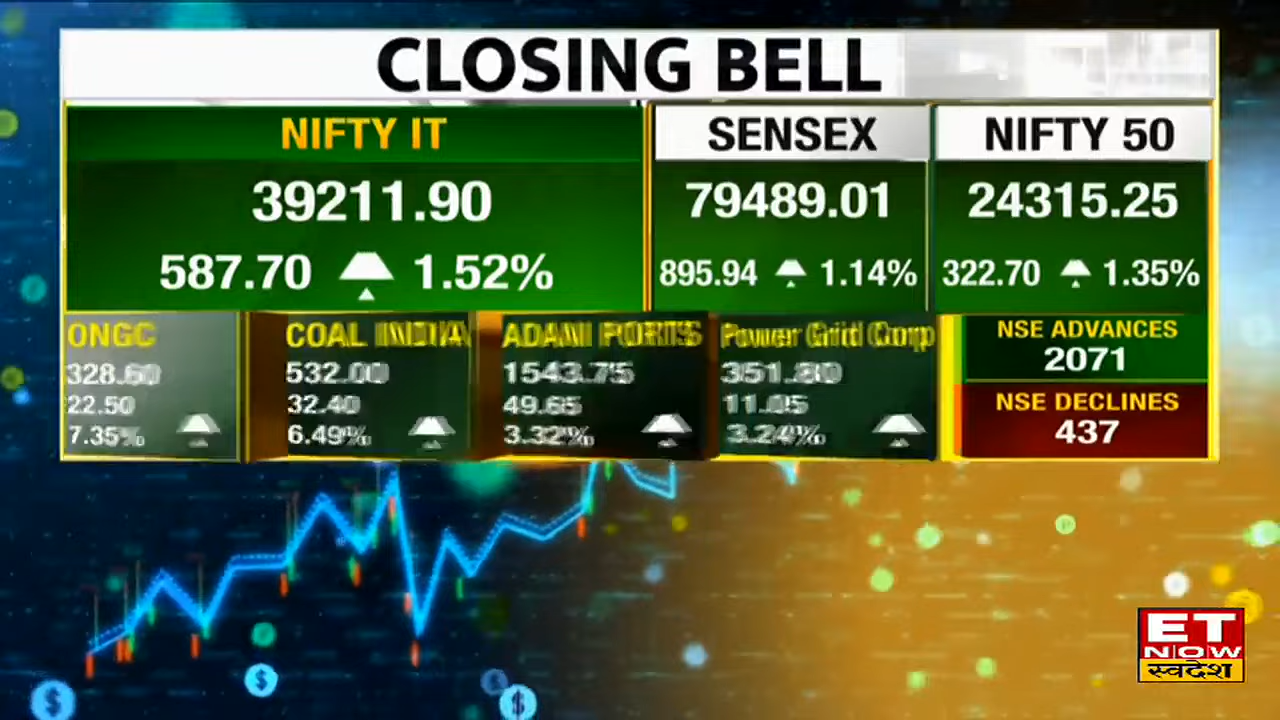 CLOSING BELL
NIFTY IT
39211.90
587.70 1.52%
SENSEX
79489.01
895.94 1.14%
NIFTY 50
24315.25
322.70 1.35%
ONGC
328.60
22.50
7.35%
COAL INDIA
532.00
32.40
6.49%
ADANI PORTS
1543.75
49.65
3.32%
Power Grid Corp
351.80
11.05
3.24%
NSE ADVANCES
2071
NSE DECLINES
437
ET
NOW
स्वदेश